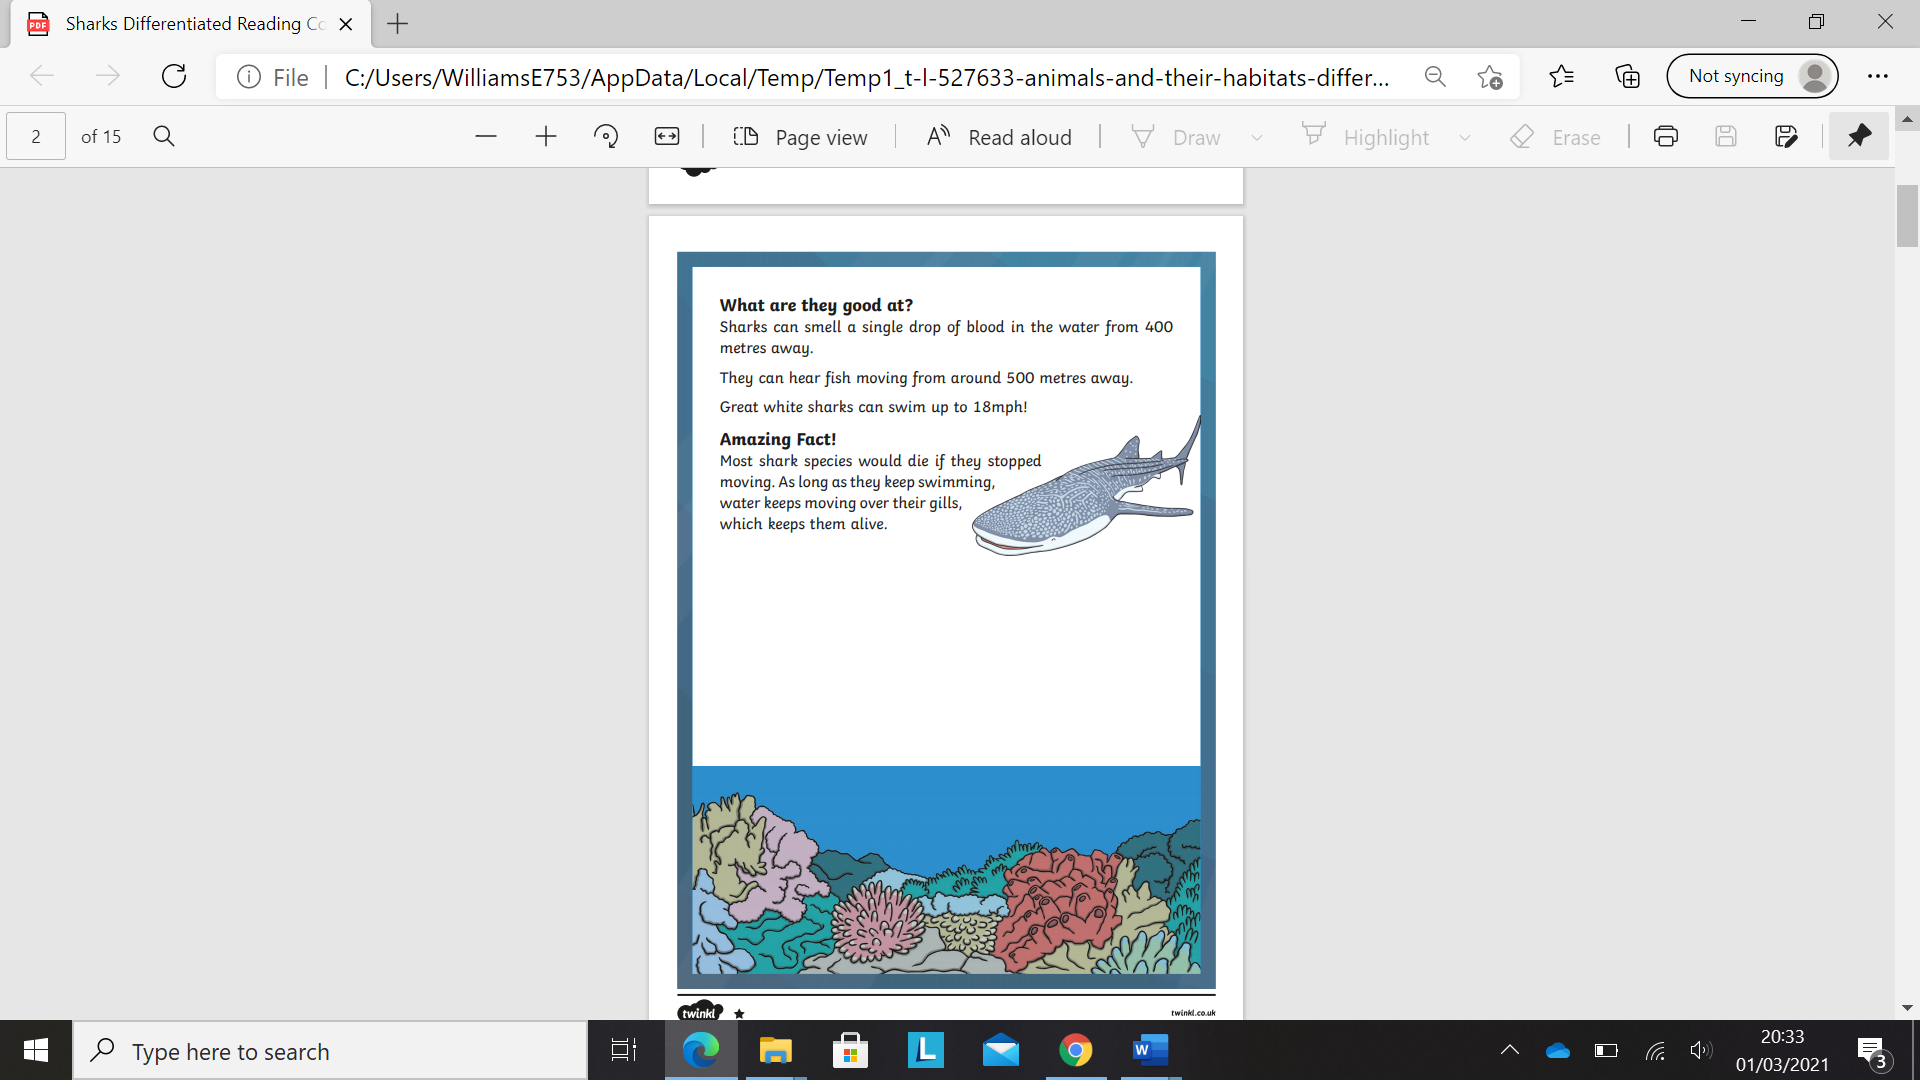 Sharks Differentiated Reading Co
File
C:/Users/WilliamsE753/AppData/Local/Temp/Temp1_t-l-527633-animals-and-their-habitats-differ...
Not syncing
2 of 15
Page view
Read aloud
Draw
Highlight
Erase
What are they good at?
Sharks can smell a single drop of blood in the water from 400
metres away.
They can hear fish moving from around 500 metres away.
Great white sharks can swim up to 18mph!
Amazing Fact!
Most shark species would die if they stopped
moving. As long as they keep swimming,
water keeps moving over their gills,
which keeps them alive.
twinkl
twinkl.co.uk
Type here to search
20:33
01/03/2021
3